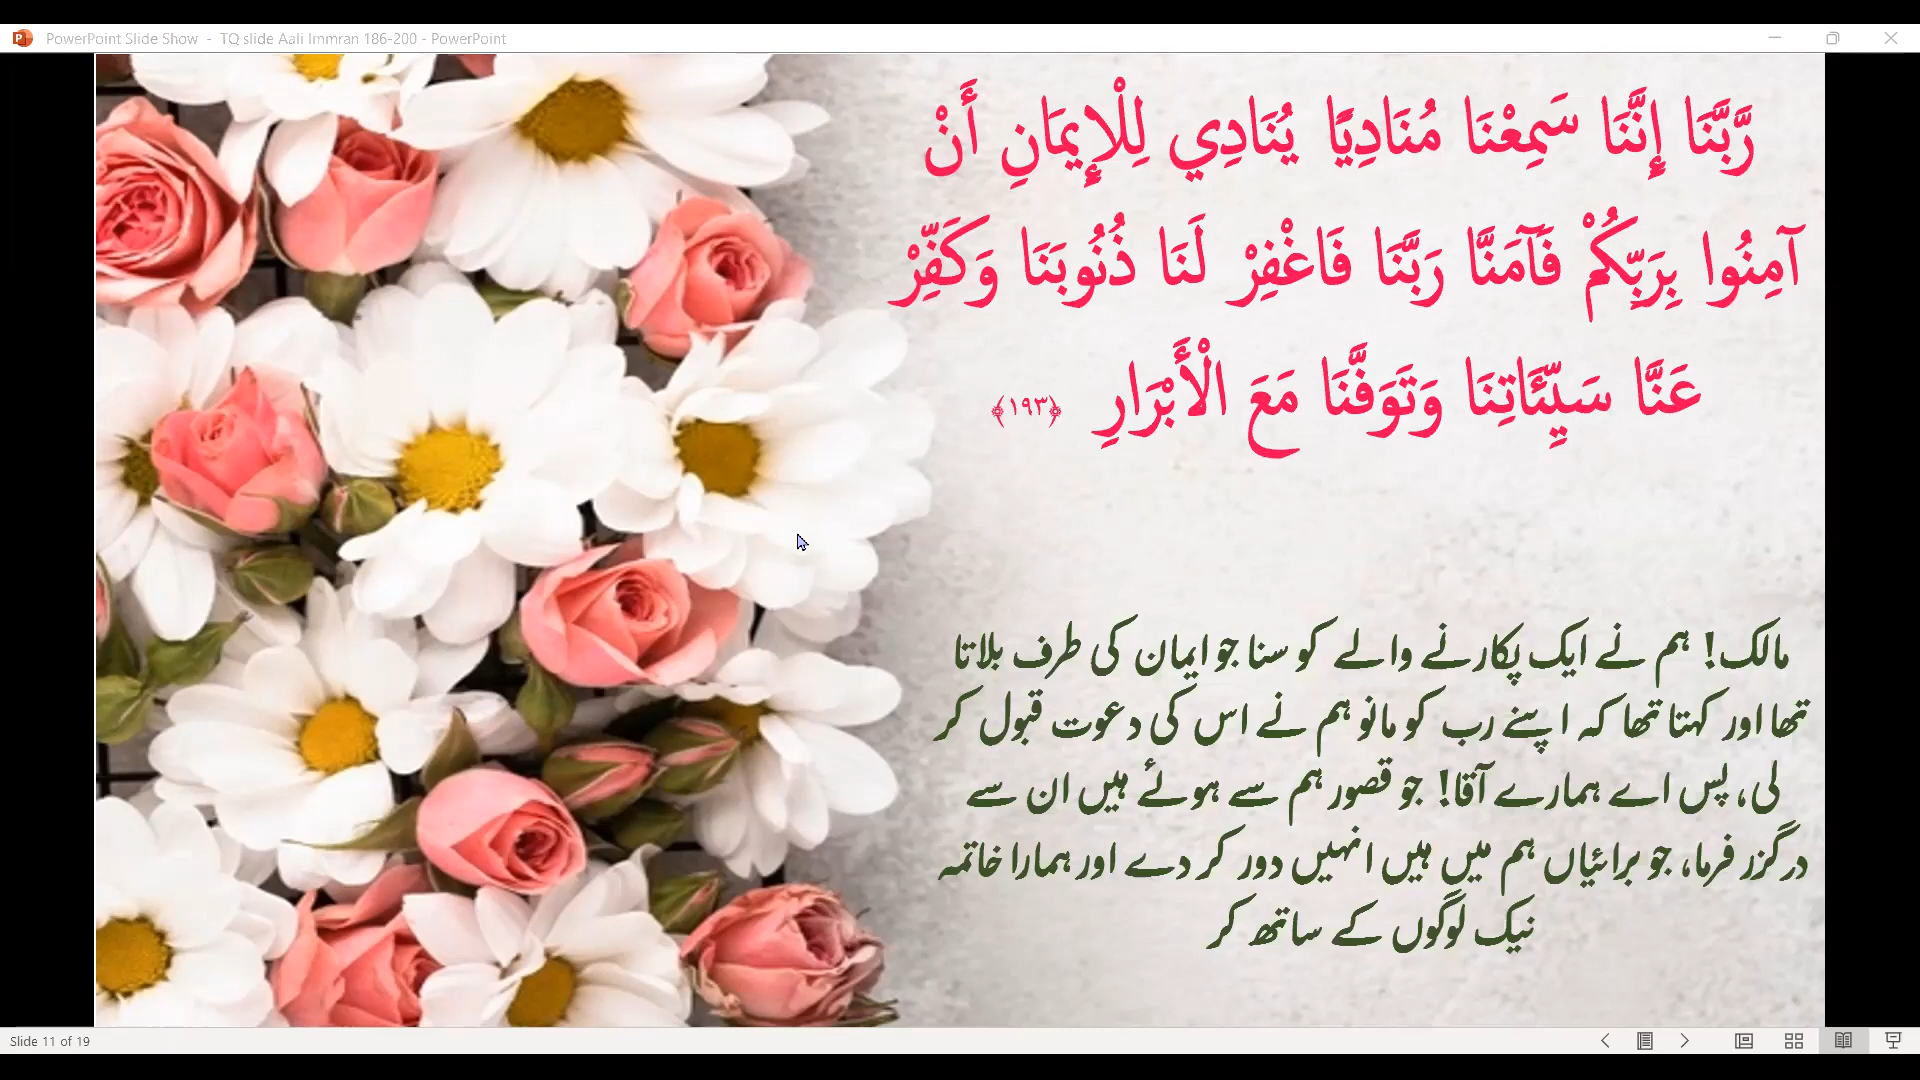 PowerPoint Slide Show - TQ slide Aali Immran 186-200 - PowerPoint
رَّبَّنَا إِنَّنَا سَمِعْنَا مُنَادِيًا يُنَادِي لِلْإِيمَانِ أَنْ
آمِنُوا بِرَبِّكُمْ فَآمَنَّا رَبَّنَا فَاغْفِرْ لَنَا ذُنُوبَنَا وَكَفِّرْ
عَنَّا سَيِّئَاتِنَا وَتَوَفَّنَا مَعَ الْأَبْرَارِ ﴿١٩٣﴾
مالک! ہم نے ایک پکارنے والے کو سنا جو ایمان کی طرف بلاتا
تھا اور کہتا تھا کہ اپنے رب کو مانو ہم نے اس کی دعوت قبول کر
لی، پس اے ہمارے آقا! جو قصور ہم سے ہوئے ہیں ان سے
درگزر فرما، جو برائیاں ہم میں ہیں انہیں دور کر دے اور ہمارا خاتمہ
نیک لوگوں کے ساتھ کر
Slide 11 of 19